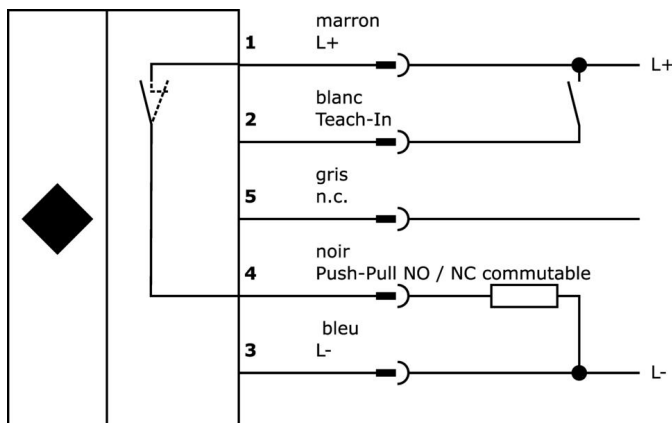 marron
1 L+
L+
blanc
2 Teach-In
gris
5 n.c.
noir
4 Push-Pull NO / NC commutable
bleu
3 L-
L-